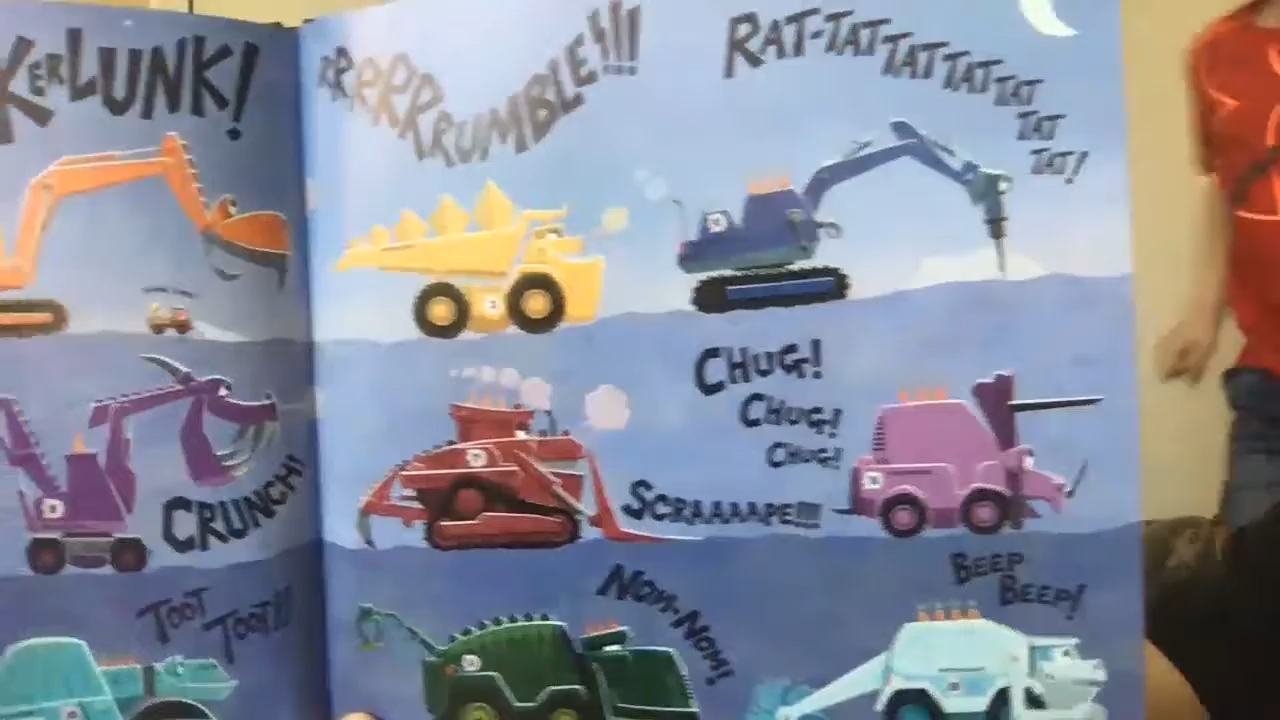 KERLUNK!
CRUNCH!
TOOT
TOOT!!!
RRRRRRUMBLE!!!!
RAT-TAT
TAT TAT TAT
TAT
TAT!
CHUG!
CHUG!
CHUG!
SCRAAAAPE!!!
NOM-NOM!
BEEP
BEEP!